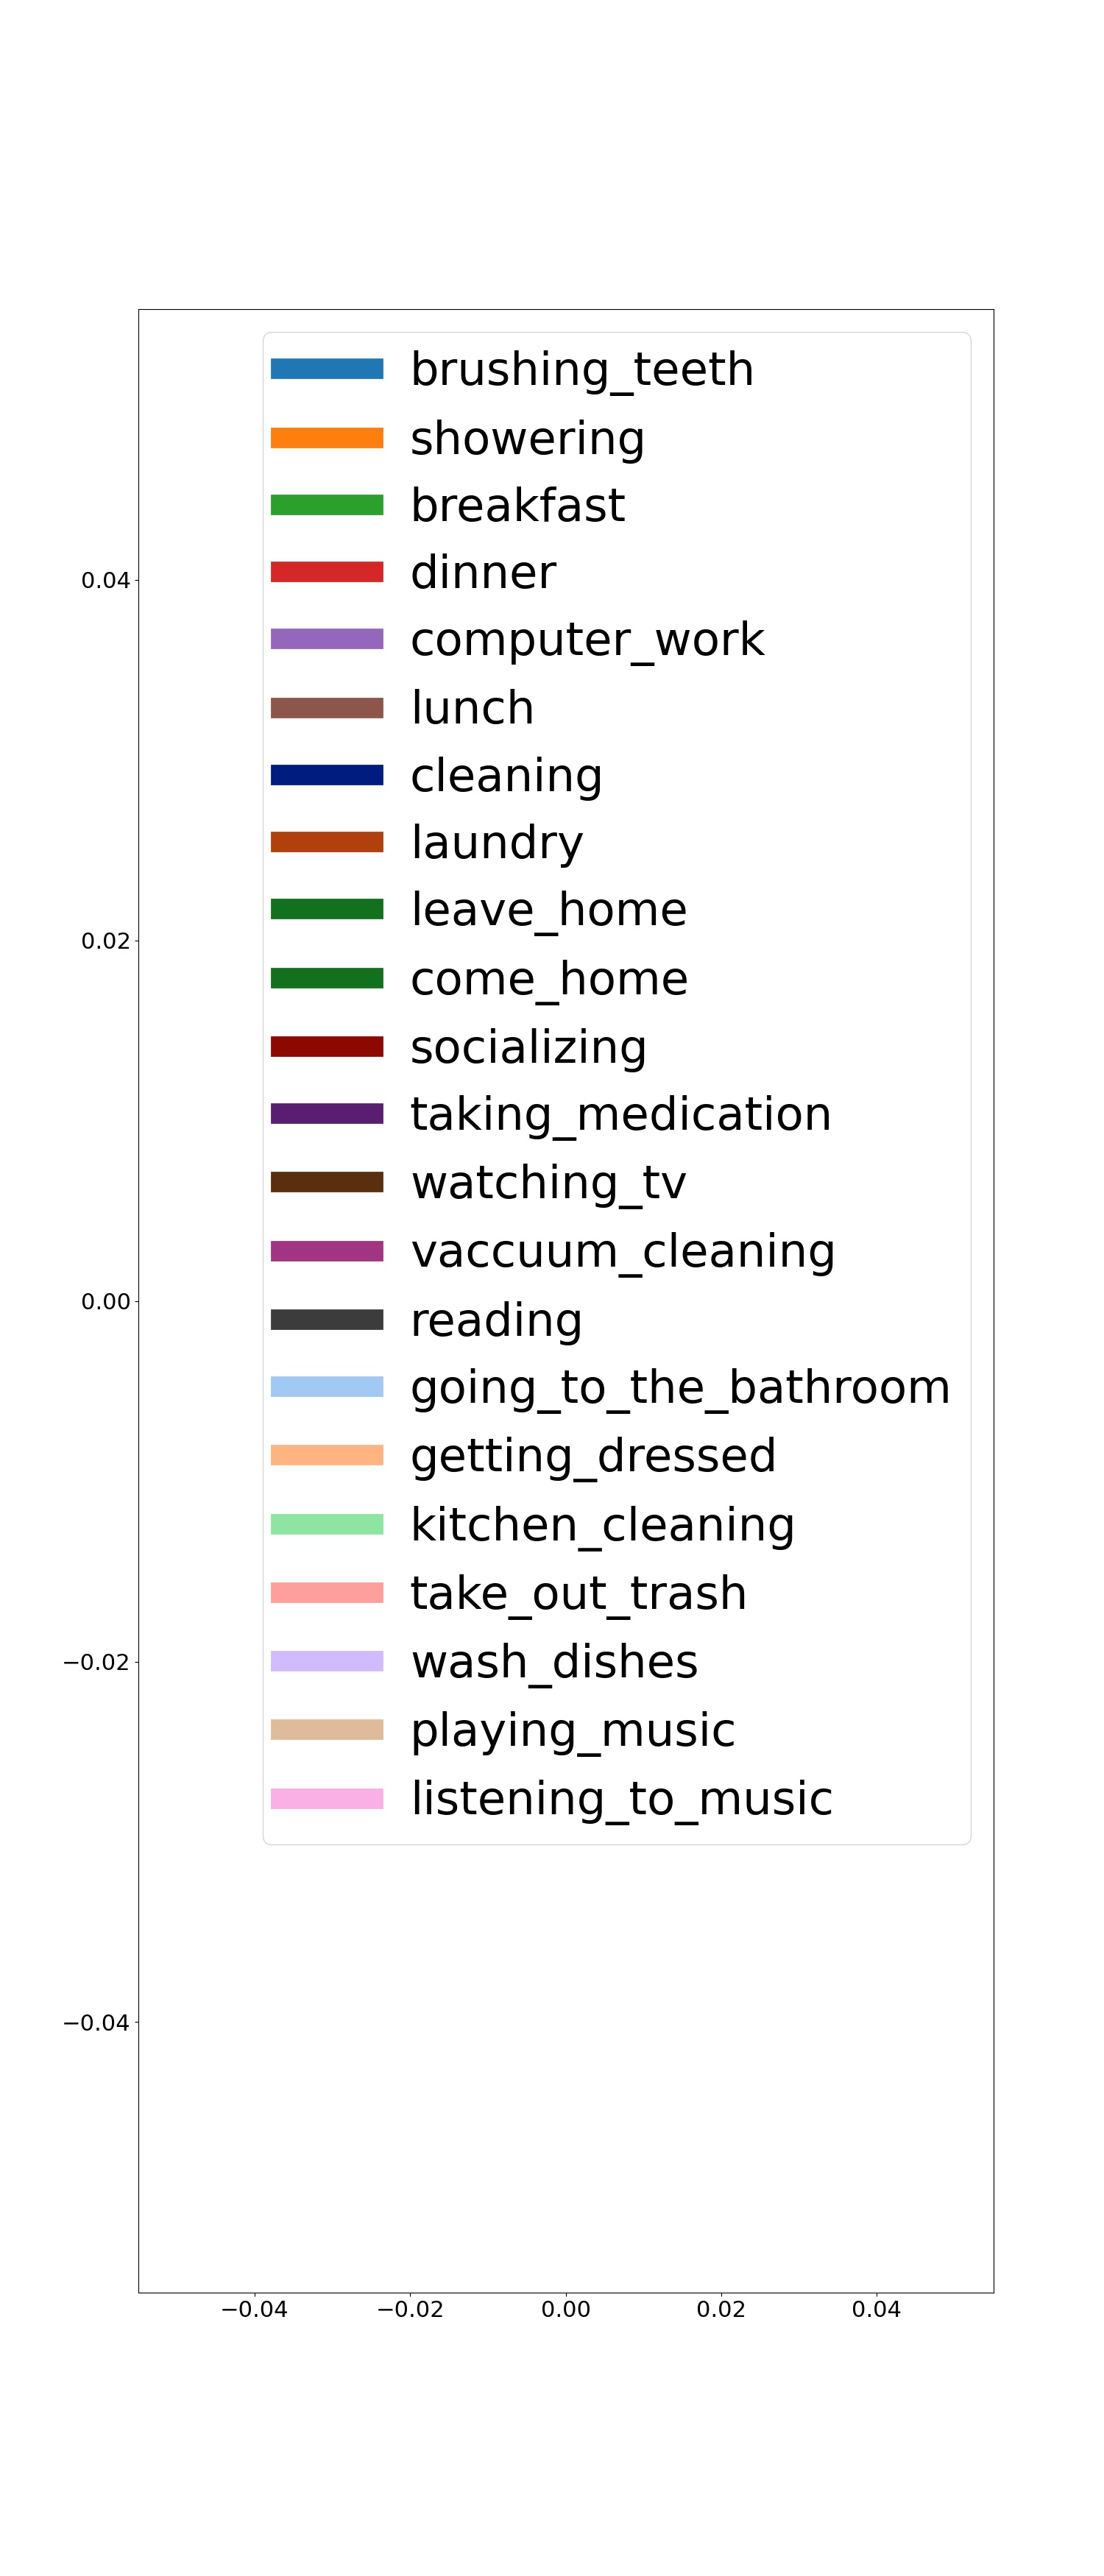 brushing_teeth
showering
breakfast
dinner
computer_work
lunch
cleaning
laundry
leave_home
come_home
socializing
taking_medication
watching_tv
vaccuum_cleaning
reading
going_to_the_bathroom
getting_dressed
kitchen_cleaning
take_out_trash
wash_dishes
playing_music
listening_to_music
0.04
0.02
0.00
−0.02
−0.04
−0.04 −0.02 0.00 0.02 0.04